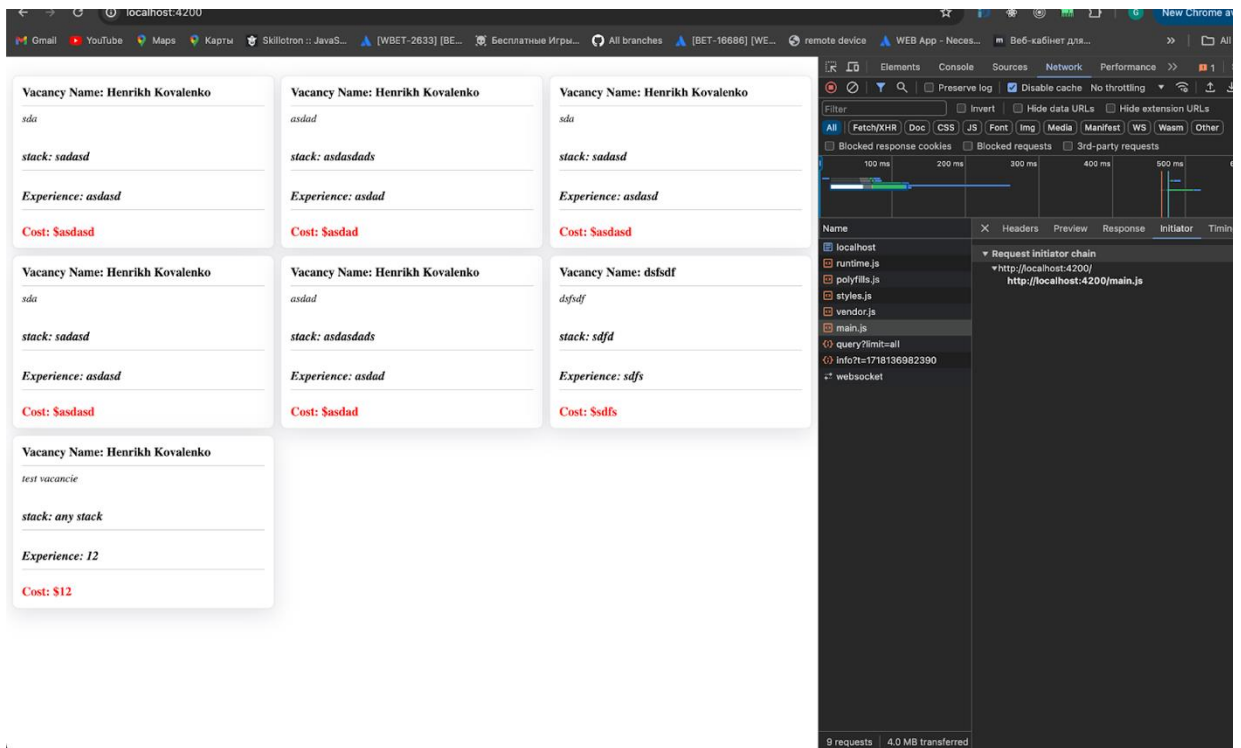 localhost:4200
G
New Chrome av
Gmail YouTube Maps Карты Skillotron :: JavaS... [WBET-2633] [BE... Бесплатные Игры... All branches [BET-16686] [WE... remote device WEB App - Neces... m Веб-кабінет для... » All
Elements Console Sources Network Performance » 1
Preserve log Disable cache No throttling
Filter Invert Hide data URLs Hide extension URLs
All Fetch/XHR Doc CSS JS Font Img Media Manifest WS Wasm Other
Blocked response cookies Blocked requests 3rd-party requests
100 ms 200 ms 300 ms 400 ms 500 ms
Name
localhost
runtime.js
polyfills.js
styles.js
vendor.js
main.js
query?limit=all
info?t=1718136982390
websocket
Headers Preview Response Initiator Timin
Request initiator chain
http://localhost:4200/
http://localhost:4200/main.js
9 requests 4.0 MB transferred
Vacancy Name: Henrikh Kovalenko
sda
stack: sadasd
Experience: asdasd
Cost: $asdasd
Vacancy Name: Henrikh Kovalenko
asdad
stack: asdasdads
Experience: asdad
Cost: $asdad
Vacancy Name: Henrikh Kovalenko
sda
stack: sadasd
Experience: asdasd
Cost: $asdasd
Vacancy Name: Henrikh Kovalenko
sda
stack: sadasd
Experience: asdasd
Cost: $asdasd
Vacancy Name: Henrikh Kovalenko
asdad
stack: asdasdads
Experience: asdad
Cost: $asdad
Vacancy Name: dsfsdf
dsfsdf
stack: sdfd
Experience: sdfs
Cost: $sdfs
Vacancy Name: Henrikh Kovalenko
test vacancie
stack: any stack
Experience: 12
Cost: $12